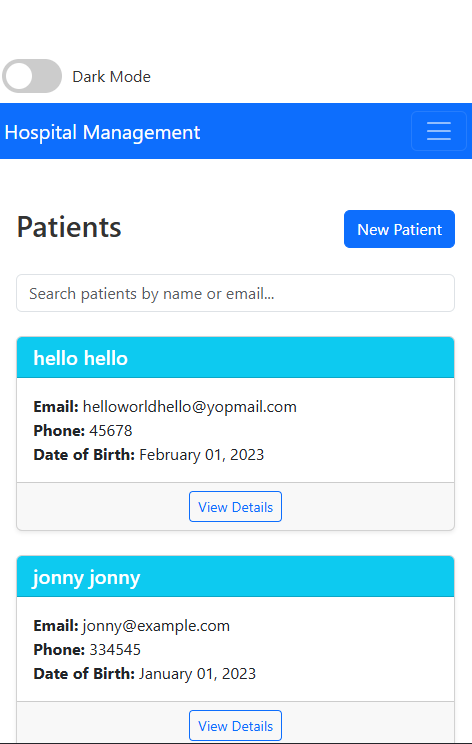 Dark Mode
Hospital Management
Patients
New Patient
Search patients by name or email...
hello hello
Email: helloworldhello@yopmail.com
Phone: 45678
Date of Birth: February 01, 2023
View Details
jonny jonny
Email: jonny@example.com
Phone: 334545
Date of Birth: January 01, 2023
View Details